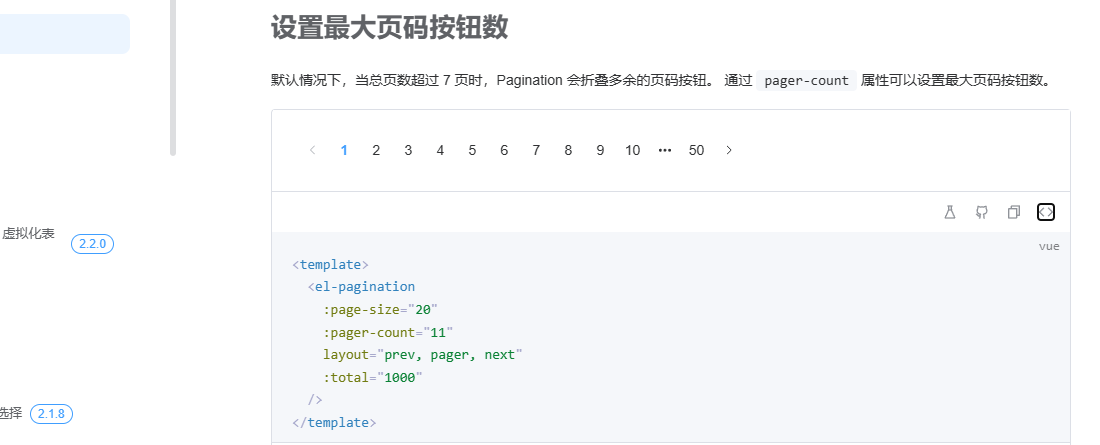 设置最大页码按钮数
默认情况下，当总页数超过 7 页时，Pagination 会折叠多余的页码按钮。 通过 pager-count 属性可以设置最大页码按钮数。
1 2 3 4 5 6 7 8 9 10 ••• 50
虚拟化表 2.2.0
vue
<template>
<el-pagination
:page-size="20"
:pager-count="11"
layout="prev, pager, next"
:total="1000"
/>
</template>
选择 2.1.8